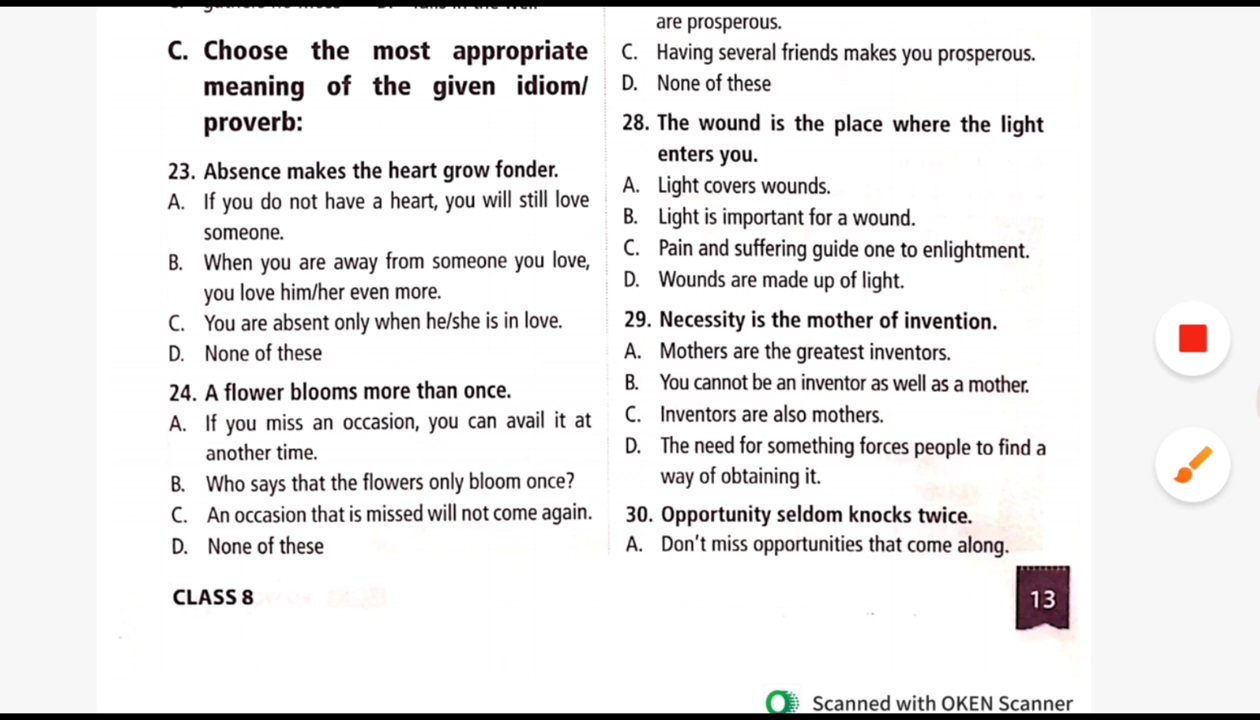 C. Choose the most appropriate
meaning of the given idiom/
proverb:
23. Absence makes the heart grow fonder.
A. If you do not have a heart, you will still love
someone.
B. When you are away from someone you love,
you love him/her even more.
C. You are absent only when he/she is in love.
D. None of these
24. A flower blooms more than once.
A. If you miss an occasion, you can avail it at
another time.
B. Who says that the flowers only bloom once?
C. An occasion that is missed will not come again.
D. None of these
CLASS 8
are prosperous.
C. Having several friends makes you prosperous.
D. None of these
28. The wound is the place where the light
enters you.
A. Light covers wounds.
B. Light is important for a wound.
C. Pain and suffering guide one to enlightment.
D. Wounds are made up of light.
29. Necessity is the mother of invention.
A. Mothers are the greatest inventors.
B. You cannot be an inventor as well as a mother.
C. Inventors are also mothers.
D. The need for something forces people to find a
way of obtaining it.
30. Opportunity seldom knocks twice.
A. Don't miss opportunities that come along.
13
Scanned with OKEN Scanner